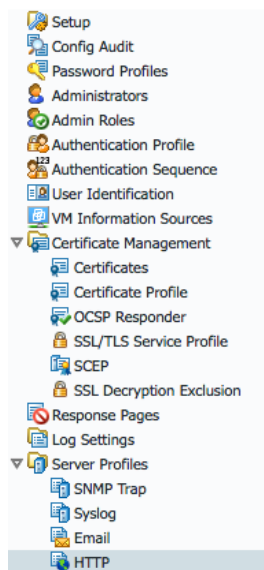 Setup
Config Audit
Password Profiles
Administrators
Admin Roles
Authentication Profile
123
Authentication Sequence
User Identification
VM Information Sources
Certificate Management
Certificates
Certificate Profile
OCSP Responder
SSL/TLS Service Profile
SCEP
SSL Decryption Exclusion
Response Pages
Log Settings
Server Profiles
SNMP Trap
Syslog
Email
HTTP